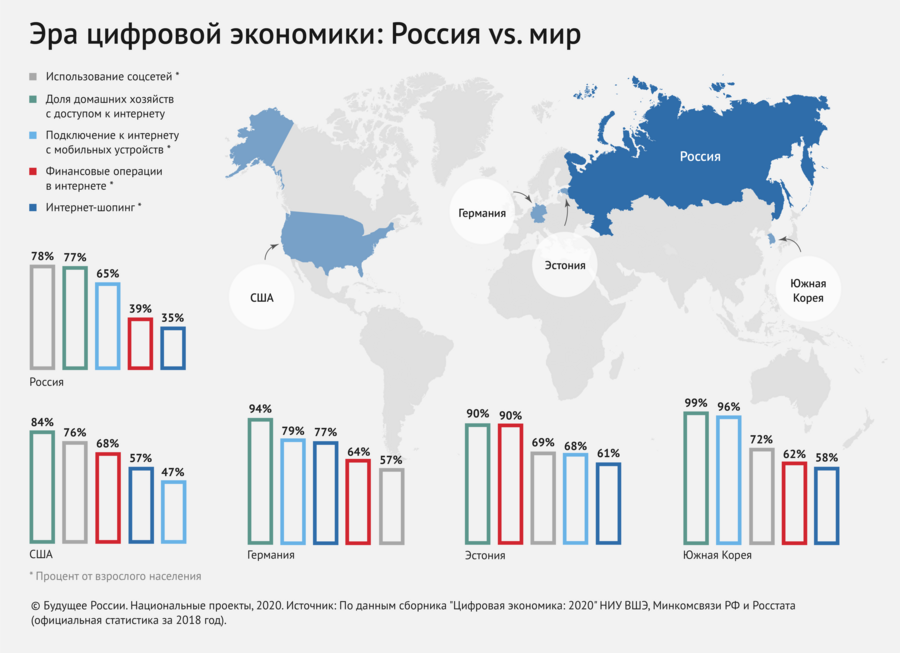 Эра цифровой экономики: Россия vs. мир
Использование соцсетей *
Доля домашних хозяйств
с доступом к интернету
Подключение к интернету
с мобильных устройств *
Финансовые операции
в интернете *
Интернет-шопинг *
Россия
Германия
Эстония
США
Южная
Корея
78% 77% 65% 39% 35%
Россия
84% 76% 68% 57% 47%
США
94% 79% 77% 64% 57%
Германия
90% 90% 69% 68% 61%
Эстония
99% 96% 72% 62% 58%
Южная Корея
* Процент от взрослого населения
© Будущее России. Национальные проекты, 2020. Источник: По данным сборника "Цифровая экономика: 2020" НИУ ВШЭ, Минкомсвязи РФ и Росстата
(официальная статистика за 2018 год).